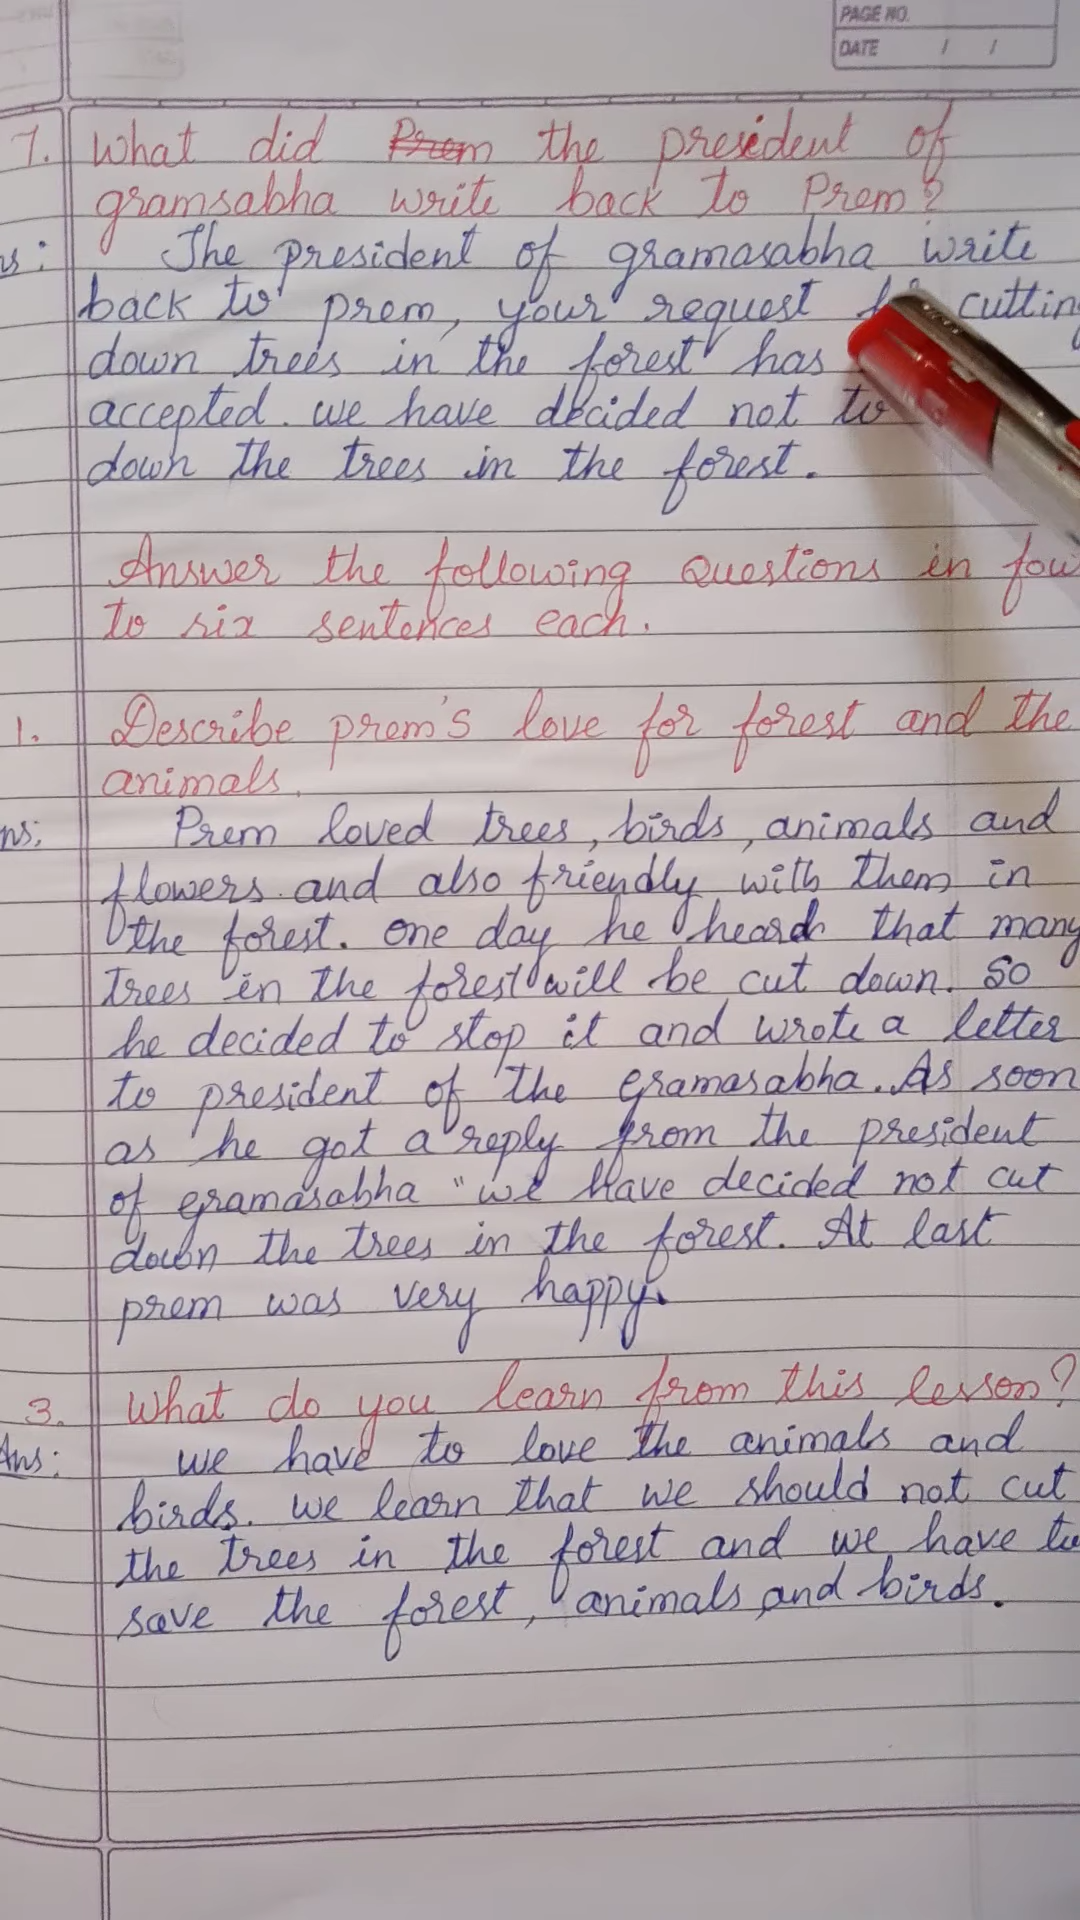 PAGE NO.
DATE / /
7. What did Prem the president of
gramsabha write back to Prem?
The president of gramasabha write
back to prem, your request cutting
down trees in the forest has
accepted. we have decided not to
down the trees in the forest.
Answer the following Questions in
to six sentences each.
1. Describe prem's love for forest and the
animals.
Prem loved trees, birds, animals and
flowers. and also friendly with them in
the forest. one day he heard that many
trees in the forest will be cut down. So
he decided to stop it and wrote a letter
to president of the gramasabha. As soon
as he got a reply from the president
of gramasabha "we have decided not cut
down the trees in the forest. At last
prem was very happy.
3. What do you learn from this lesson?
Ans: we have to love the animals and
birds. we learn that we should not cut
the trees in the forest and we have to
save the forest, animals and birds.